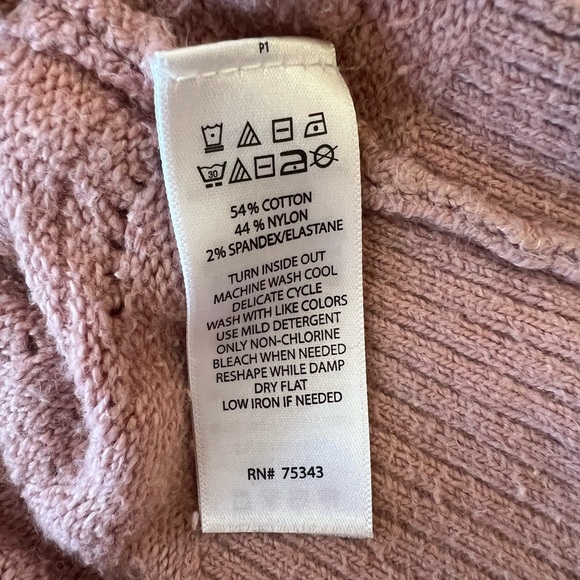 P1
30
54% COTTON
44 % NYLON
2% SPANDEX/ELASTANE
TURN INSIDE OUT
MACHINE WASH COOL
DELICATE CYCLE
WASH WITH LIKE COLORS
USE MILD DETERGENT
ONLY NON-CHLORINE
BLEACH WHEN NEEDED
RESHAPE WHILE DAMP
DRY FLAT
LOW IRON IF NEEDED
RN# 75343